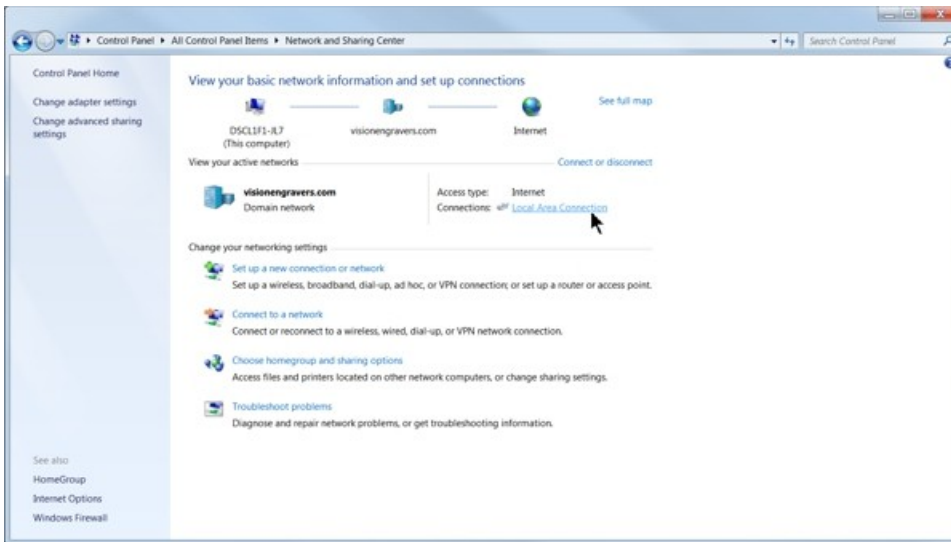 Control Panel ▸ All Control Panel Items ▸ Network and Sharing Center
Search Control Panel
Control Panel Home
Change adapter settings
Change advanced sharing
settings
View your basic network information and set up connections
See full map
DSCL1F1-JL7
(This computer)
visionengravers.com
Internet
View your active networks
Connect or disconnect
visionengravers.com
Domain network
Access type: Internet
Connections: Local Area Connection
Change your networking settings
Set up a new connection or network
Set up a wireless, broadband, dial-up, ad hoc, or VPN connection; or set up a router or access point.
Connect to a network
Connect or reconnect to a wireless, wired, dial-up, or VPN network connection.
Choose homegroup and sharing options
Access files and printers located on other network computers, or change sharing settings.
Troubleshoot problems
Diagnose and repair network problems, or get troubleshooting information.
See also
HomeGroup
Internet Options
Windows Firewall